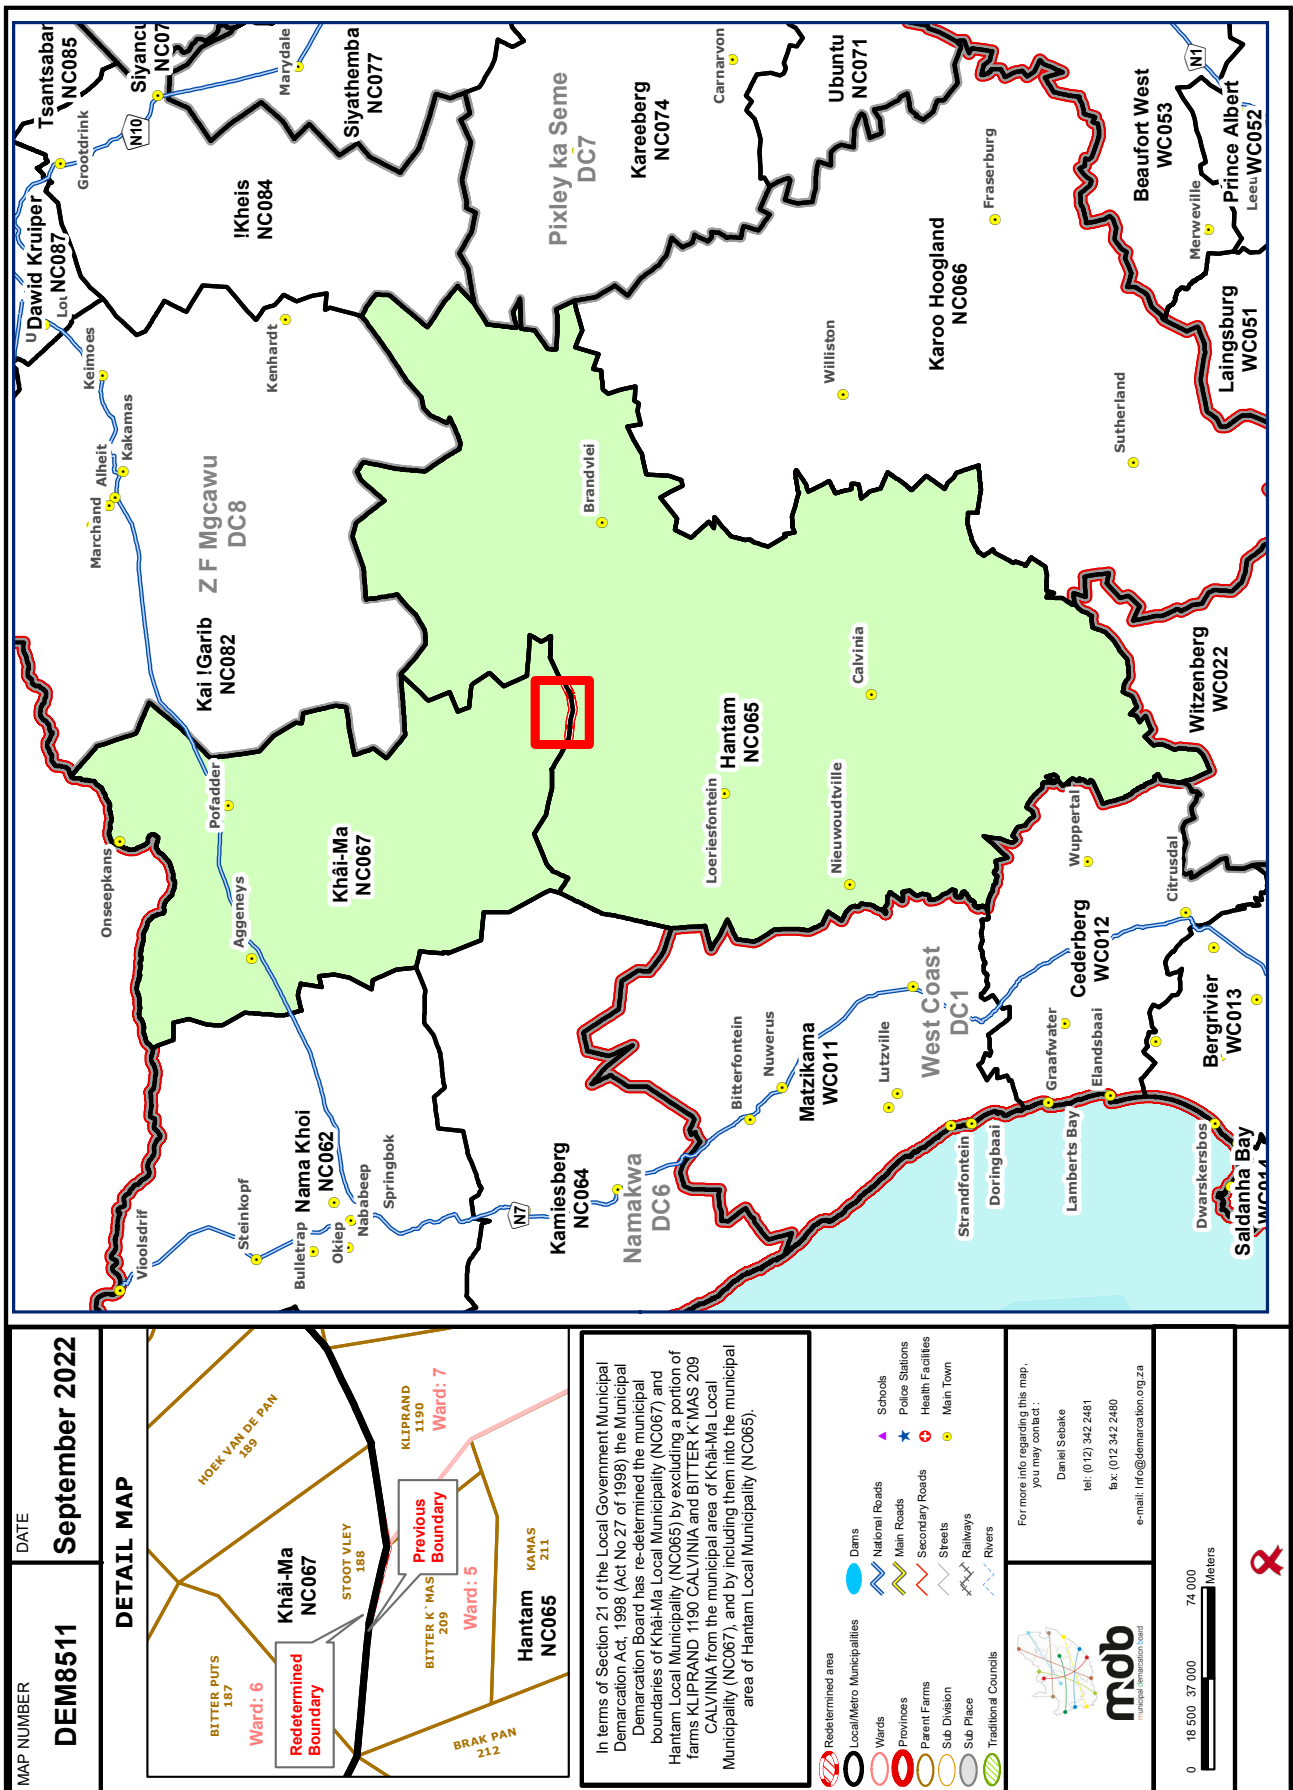 MAP NUMBER
DEM8511
DATE
September 2022
DETAIL MAP
HOEK VAN DE PAN
189
BITTER PUTS
187
Ward: 6
Khâi-Ma
NC067
STOOT VLEY
188
KLIPRAND
1190
Ward: 7
Redetermined
Boundary
Previous
Boundary
BITTER K`MAS
209
Ward: 5
KAMAS
211
Hantam
NC065
BRAK PAN
212
In terms of Section 21 of the Local Government Municipal
Demarcation Act, 1998 (Act No 27 of 1998) the Municipal
Demarcation Board has re-determined the municipal
boundaries of Khâi-Ma Local Municipality (NC067) and
Hantam Local Municipality (NC065) by excluding a portion of
farms KLIPRAND 1190 CALVINIA and BITTER K`MAS 209
CALVINIA from the municipal area of Khâi-Ma Local
Municipality (NC067), and by including them into the municipal
area of Hantam Local Municipality (NC065).
Redetermined area
Local/Metro Municipalities
Wards
Provinces
Parent Farms
Sub Division
Sub Place
Traditional Councils
Dams
National Roads
Main Roads
Secondary Roads
Streets
Railways
Rivers
Schools
Police Stations
Health Facilities
Main Town
mdb
municipal demarcation board
For more info regarding this map,
you may contact :
Daniel Sebake
tel: (012) 342 2481
fax: (012 342 2480
e-mail: Info@demarcation.org.za
0 18 500 37 000 74 000
Meters
Vioolsdrif
Steinkopf
Bulletrap
Okiep
Nababeep
Springbok
Nama Khoi
NC062
N7
Kamiesberg
NC064
Namakwa
DC6
Onseepkans
Pofadder
Aggeneys
Khâi-Ma
NC067
Marchand
Alheit
Kakamas
Keimoes
Kenhardt
Z F Mgcawu
DC8
Kai !Garib
NC082
Dawid Kruiper
NC087
U
Lou
Tsantsabar
NC085
Siyancu
NC07
Grootdrink
N10
Marydale
!Kheis
NC084
Siyathemba
NC077
Pixley ka Seme
DC7
Kareeberg
NC074
Carnarvon
Ubuntu
NC071
Brandvlei
Williston
Fraserburg
Karoo Hoogland
NC066
Sutherland
Beaufort West
WC053
N1
Prince Albert
WC052
Leeu
Merweville
Laingsburg
WC051
Hantam
NC065
Loeriesfontein
Calvinia
Nieuwoudtville
Witzenberg
WC022
Bitterfontein
Nuwerus
Matzikama
WC011
Lutzville
West Coast
DC1
Strandfontein
Doringbaai
Lamberts Bay
Graafwater
Elandsbaai
Cederberg
WC012
Wuppertal
Citrusdal
Bergrivier
WC013
Dwarskersbos
Saldanha Bay
WC014